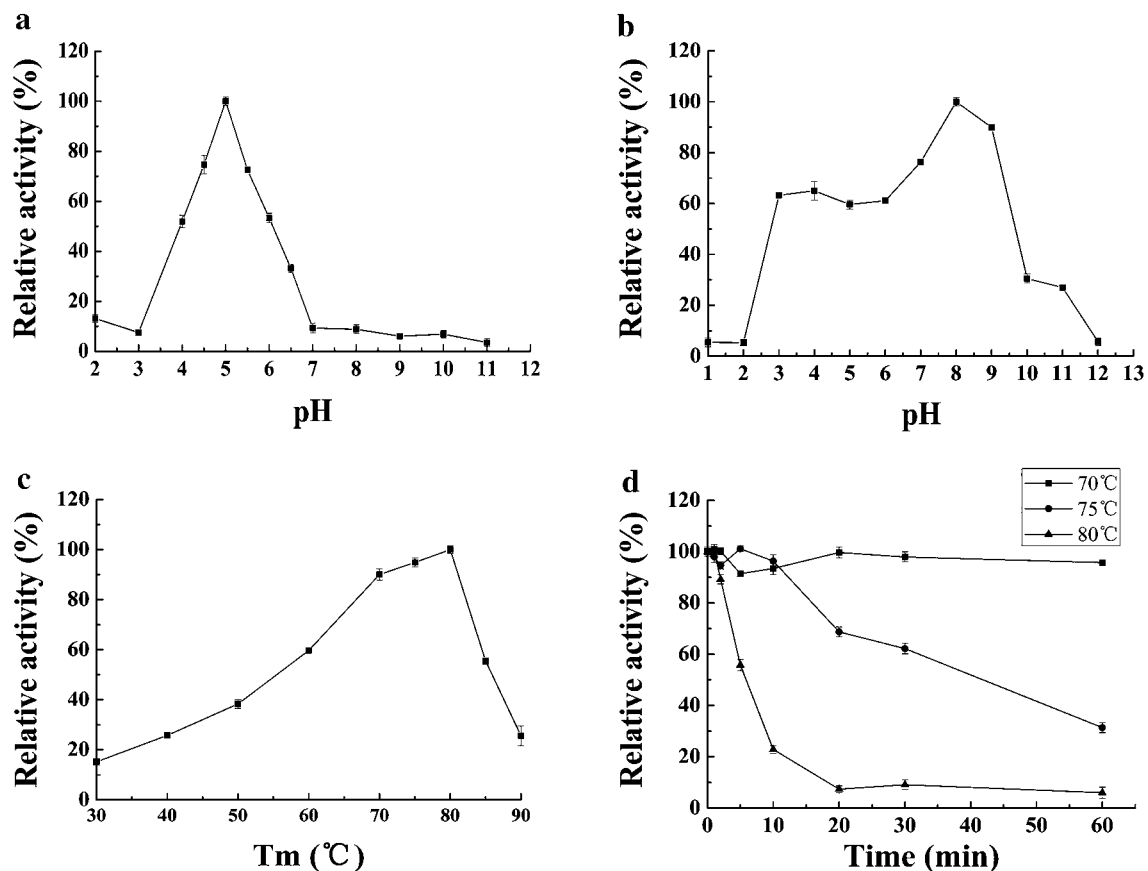 a
Relative activity (%)
120
100
80
60
40
20
0
2 3 4 5 6 7 8 9 10 11 12
pH
b
Relative activity (%)
120
100
80
60
40
20
0
1 2 3 4 5 6 7 8 9 10 11 12 13
pH
c
Relative activity (%)
120
100
80
60
40
20
0
30 40 50 60 70 80 90
Tm (℃)
d
70℃
75℃
80℃
Relative activity (%)
120
100
80
60
40
20
0
0 10 20 30 40 50 60
Time (min)